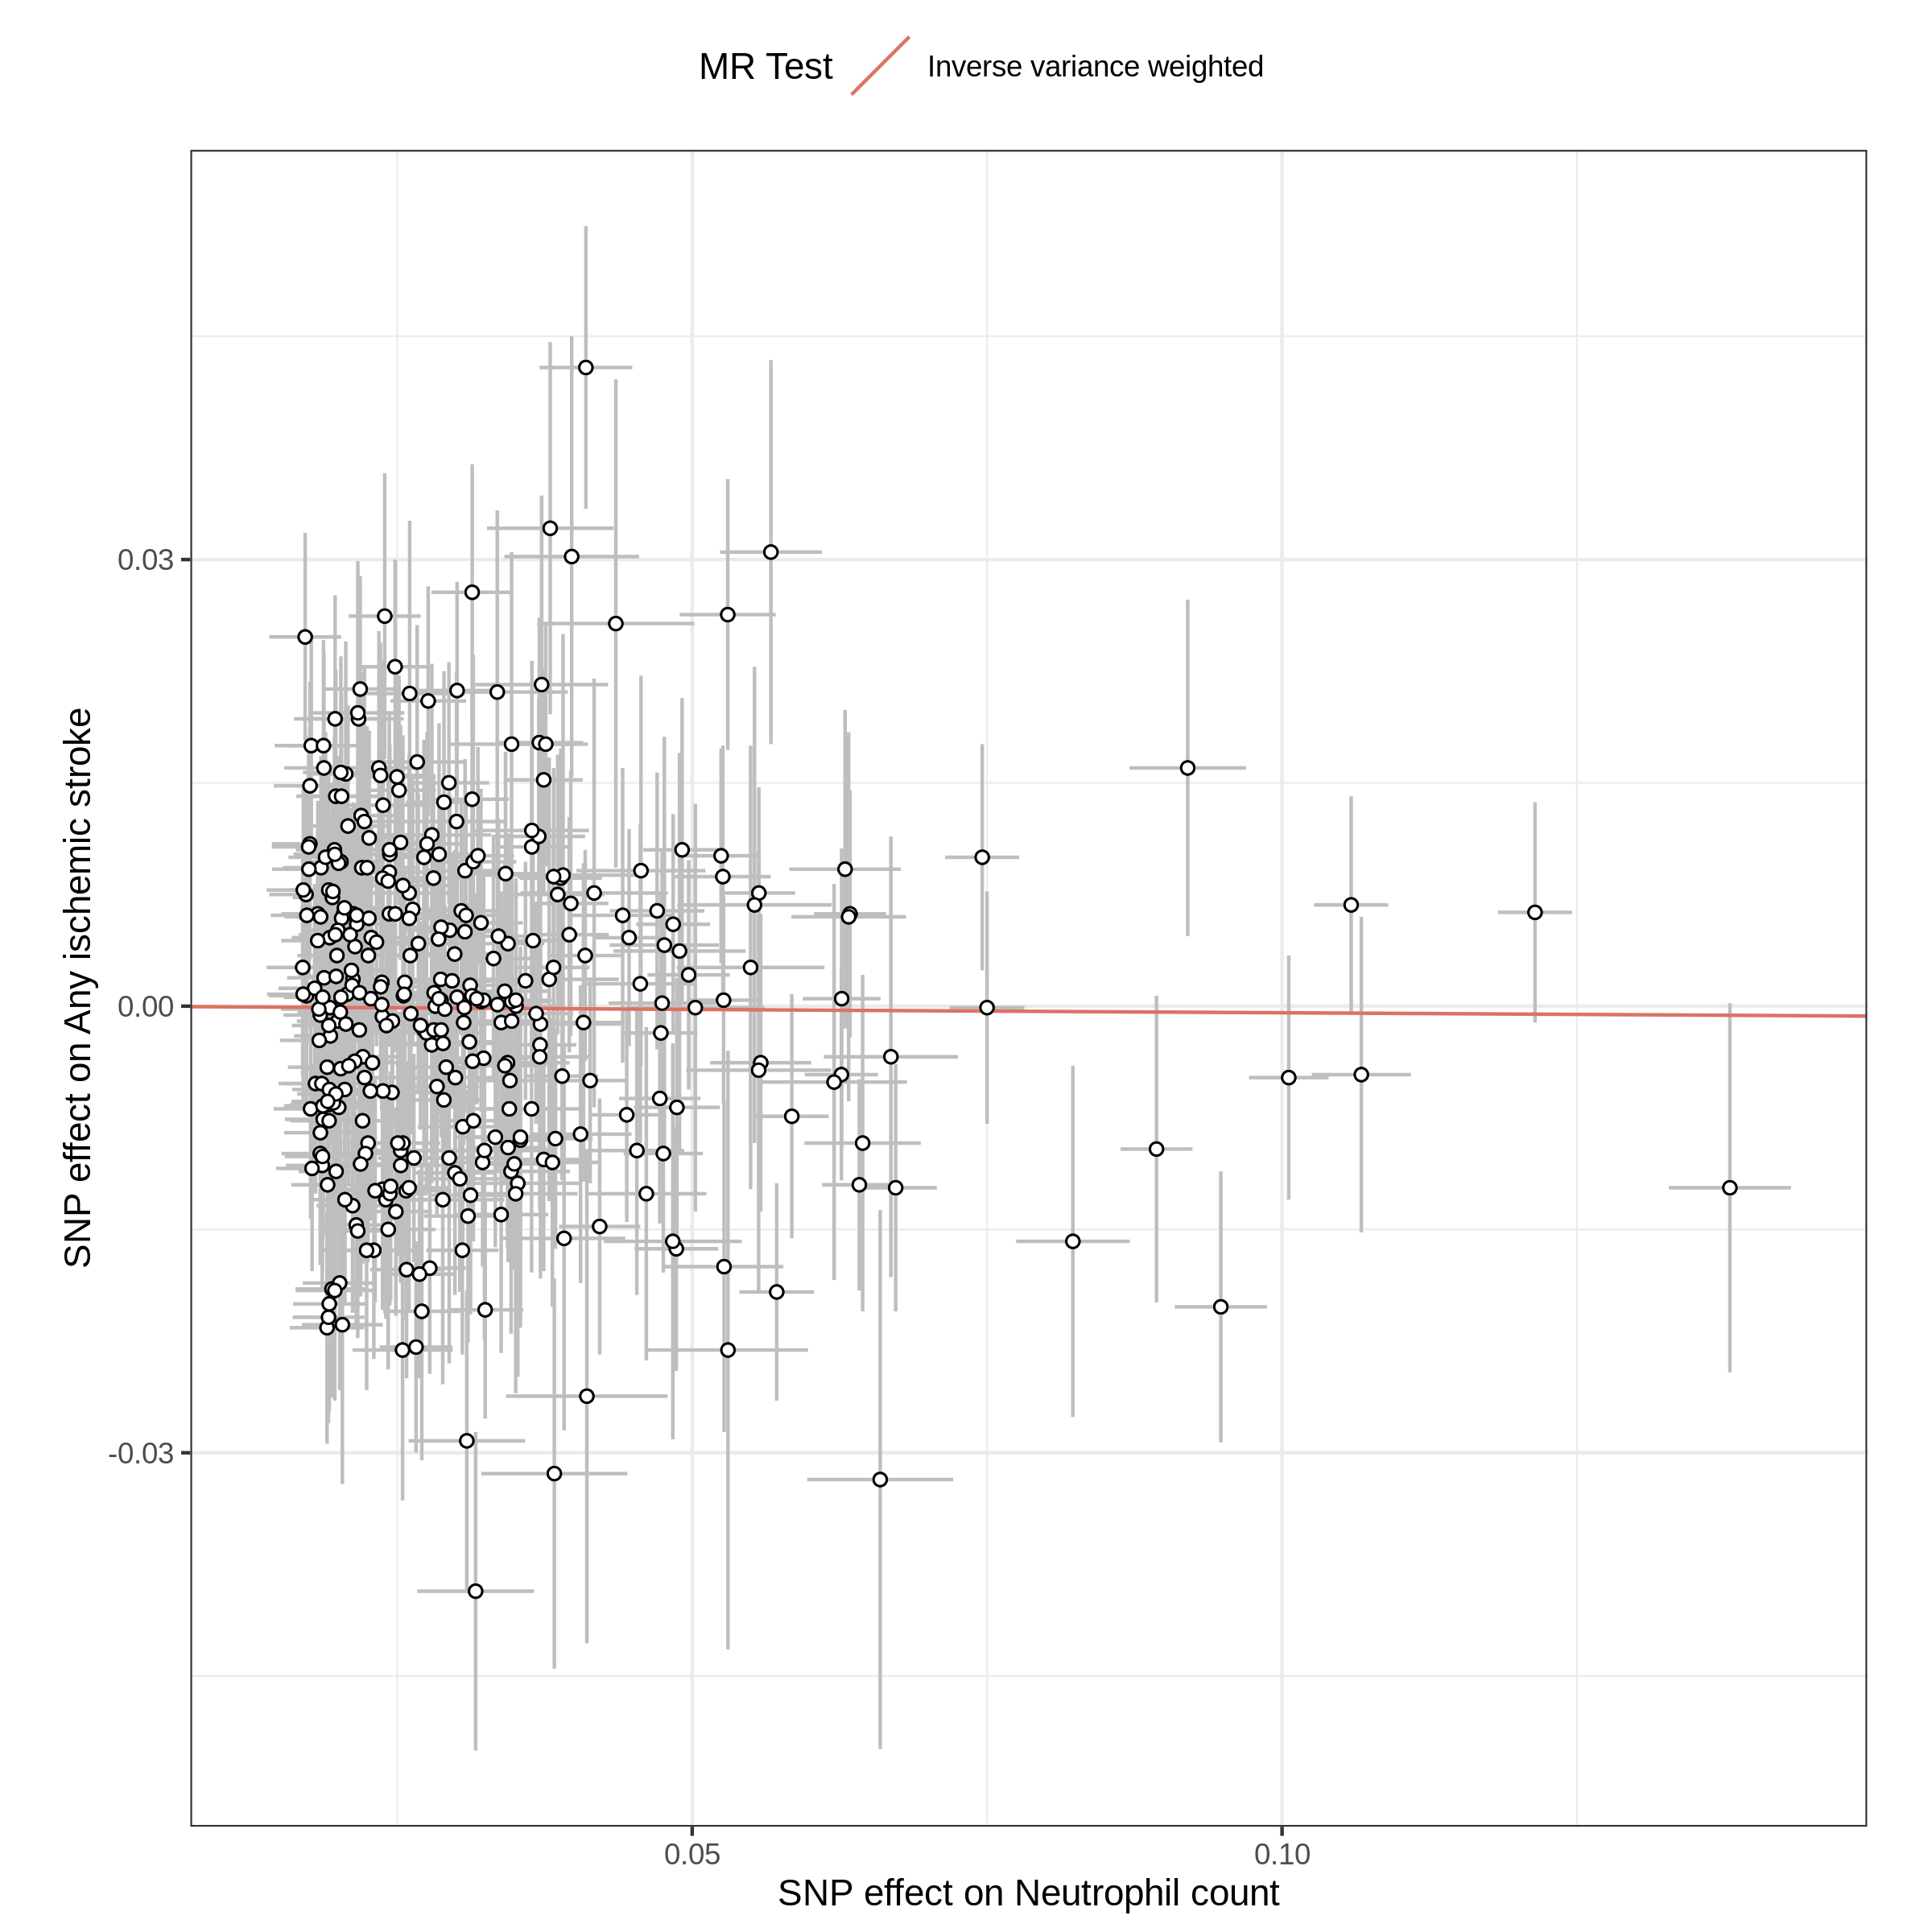 MR Test Inverse variance weighted
0.03
0.00
-0.03
SNP effect on Any ischemic stroke
0.05 0.10
SNP effect on Neutrophil count